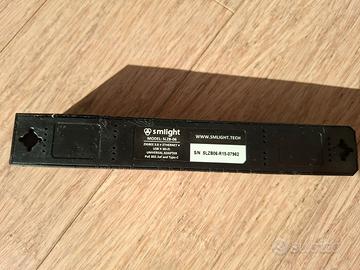 smlight
MODEL: SLZB-06
ZIGBEE 3.0 + ETHERNET +
USB + WI-FI
UNIVERSAL ADAPTER
PoE 802.3af and Type-C
WWW.SMLIGHT.TECH
S/N SLZB06-R15-07962
subito